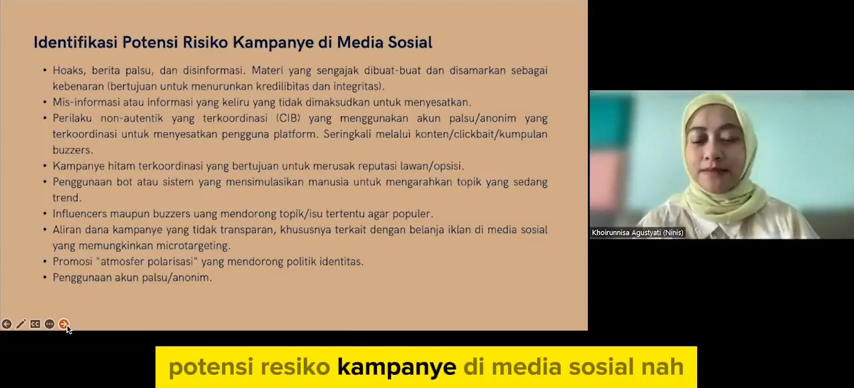 Identifikasi Potensi Risiko Kampanye di Media Sosial
• Hoaks, berita palsu, dan disinformasi. Materi yang sengajak dibuat-buat dan disamarkan sebagai
kebenaran (bertujuan untuk menurunkan kredilibitas dan integritas).
• Mis-informasi atau informasi yang keliru yang tidak dimaksudkan untuk menyesatkan.
• Perilaku non-autentik yang terkoordinasi (CIB) yang menggunakan akun palsu/anonim yang
terkoordinasi untuk menyesatkan pengguna platform. Seringkali melalui konten/clickbait/kumpulan
buzzers.
• Kampanye hitam terkoordinasi yang bertujuan untuk merusak reputasi lawan/opsisi.
• Penggunaan bot atau sistem yang mensimulasikan manusia untuk mengarahkan topik yang sedang
trend.
• Influencers maupun buzzers uang mendorong topik/isu tertentu agar populer.
• Aliran dana kampanye yang tidak transparan, khususnya terkait dengan belanja iklan di media sosial
yang memungkinkan microtargeting.
• Promosi "atmosfer polarisasi" yang mendorong politik identitas.
• Penggunaan akun palsu/anonim.
Khoirunnisa Agustyati (Ninis)
CC
potensi resiko kampanye di media sosial nah